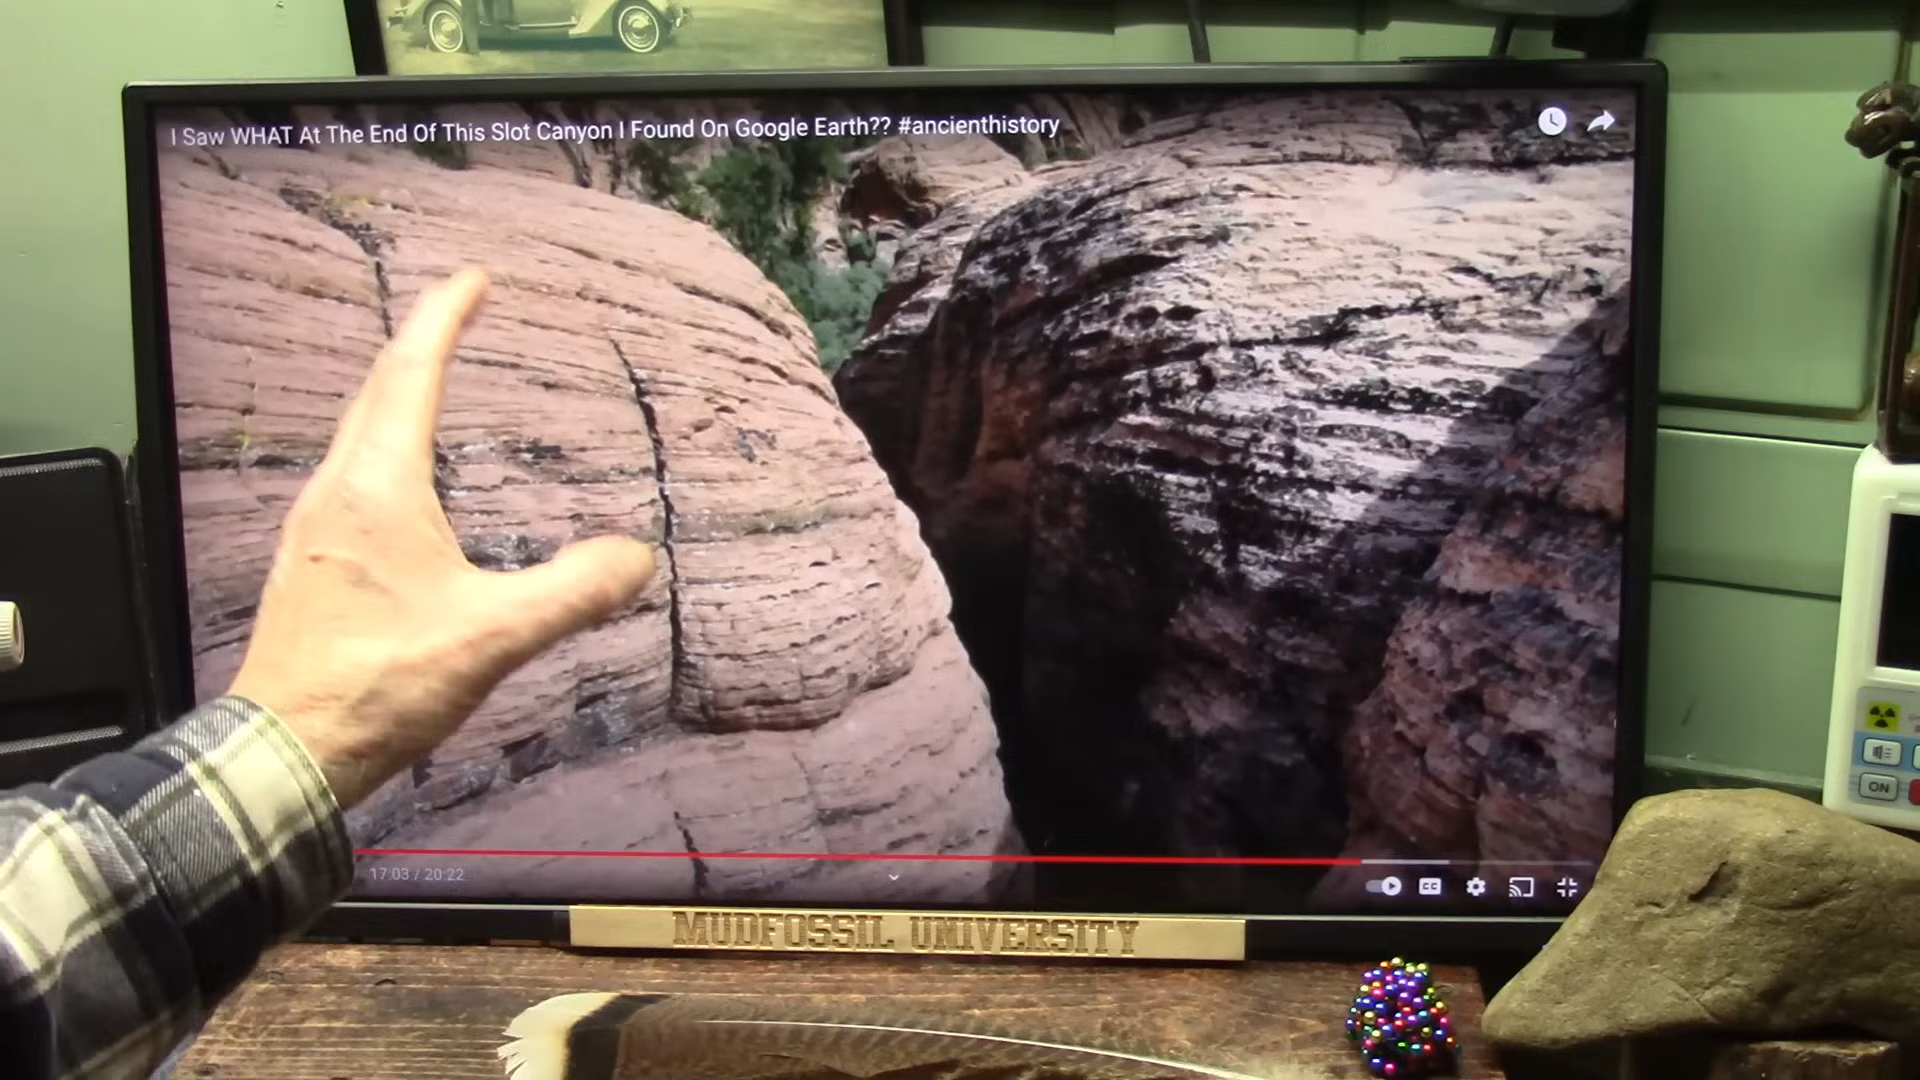 I Saw WHAT At The End Of This Slot Canyon I Found On Google Earth?? #ancienthistory
17:03 / 20:22
CC
MUDFOSSIL UNIVERSITY
ON